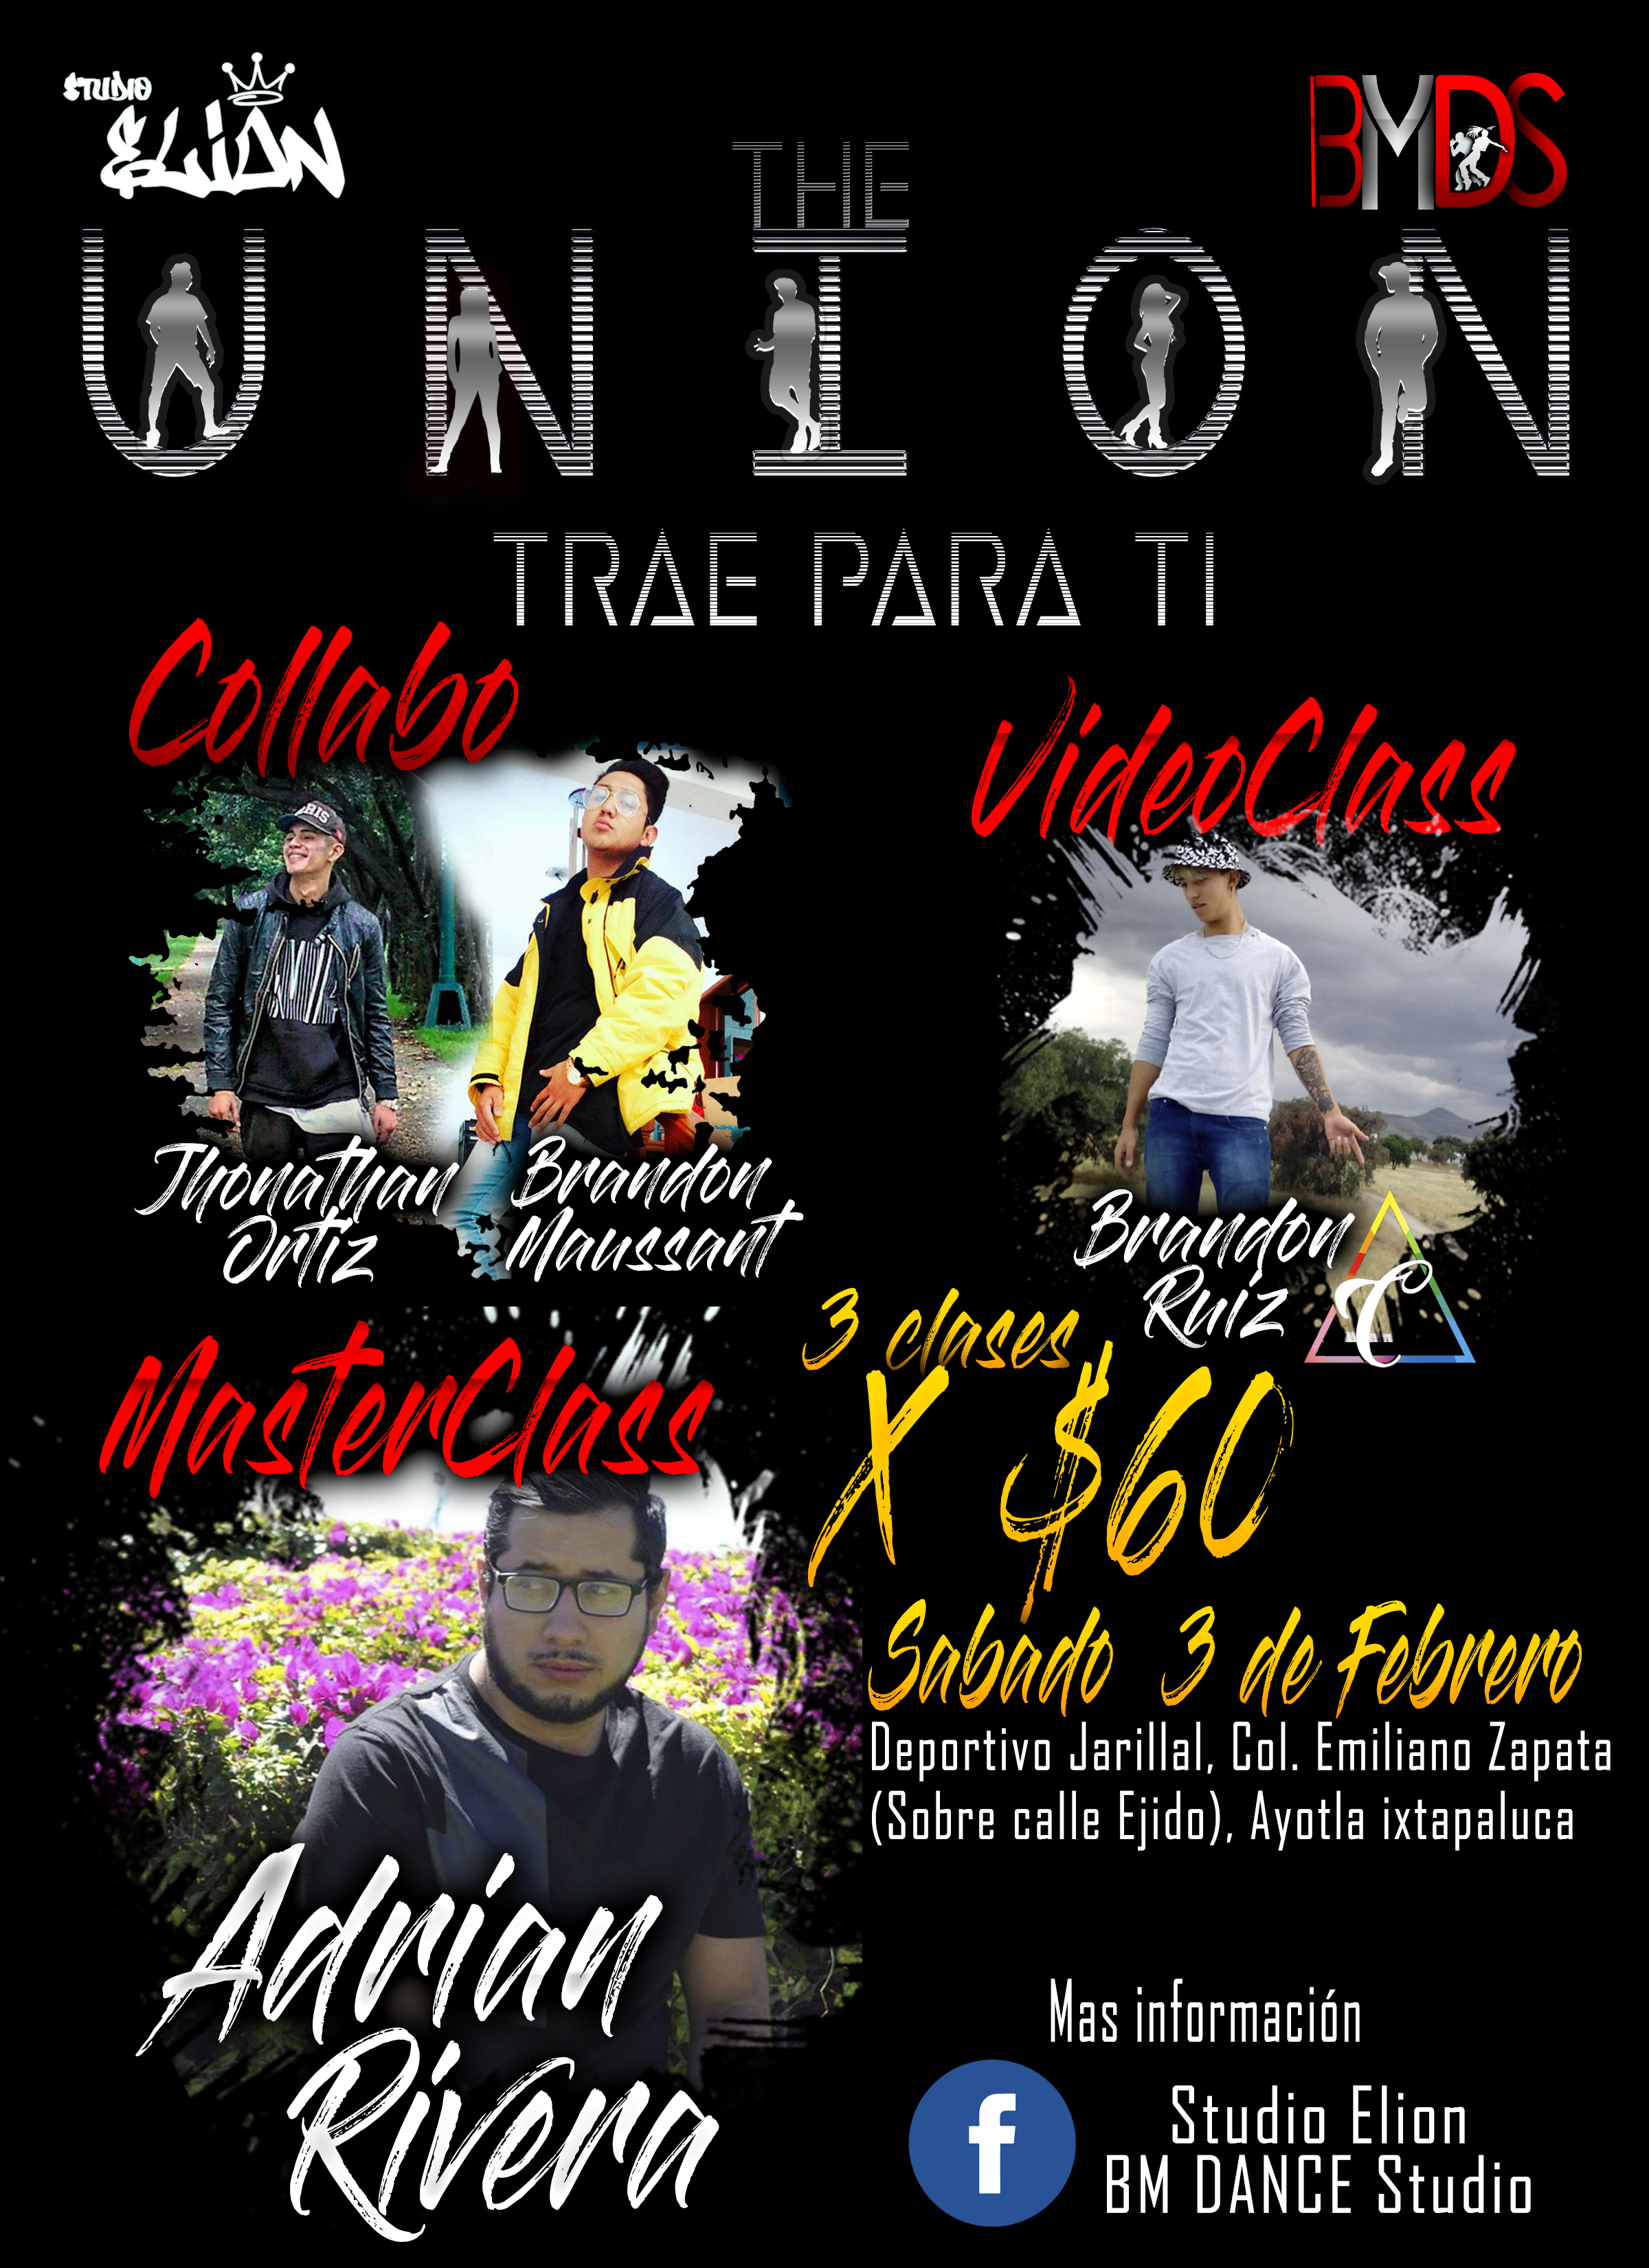 STUDIO
ELION
BMDS
THE
UNION
TRAE PARA TI
Collabo
VideoClass
Jhonathan
Ortiz
Brandon
Maussant
Brandon
Ruiz
MasterClass
3 clases
X $60
Sabado 3 de Febrero
Deportivo Jarillal, Col. Emiliano Zapata
(Sobre calle Ejido), Ayotla ixtapaluca
Adrian
Rivera
Mas información
f
Studio Elion
BM DANCE Studio